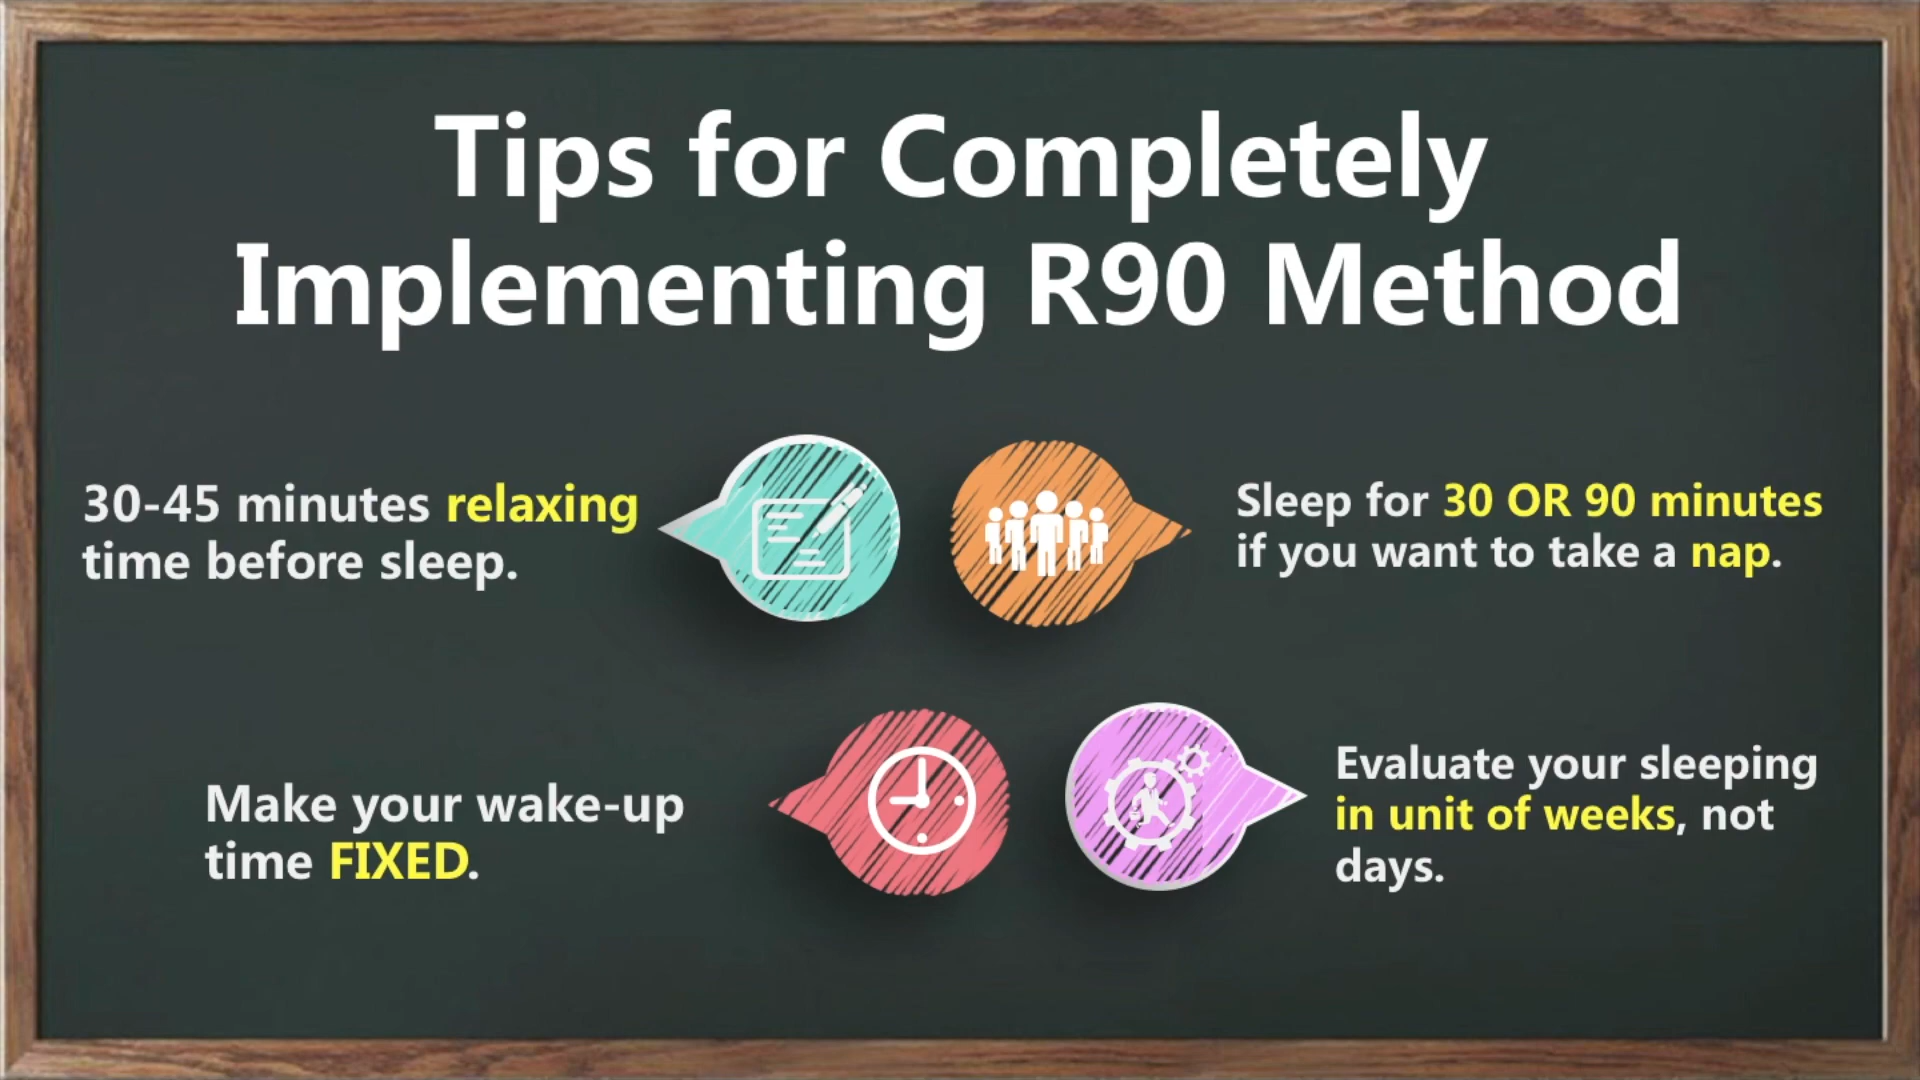 Tips for Completely
Implementing R90 Method
30-45 minutes relaxing
time before sleep.
Sleep for 30 OR 90 minutes
if you want to take a nap.
Make your wake-up
time FIXED.
Evaluate your sleeping
in unit of weeks, not
days.